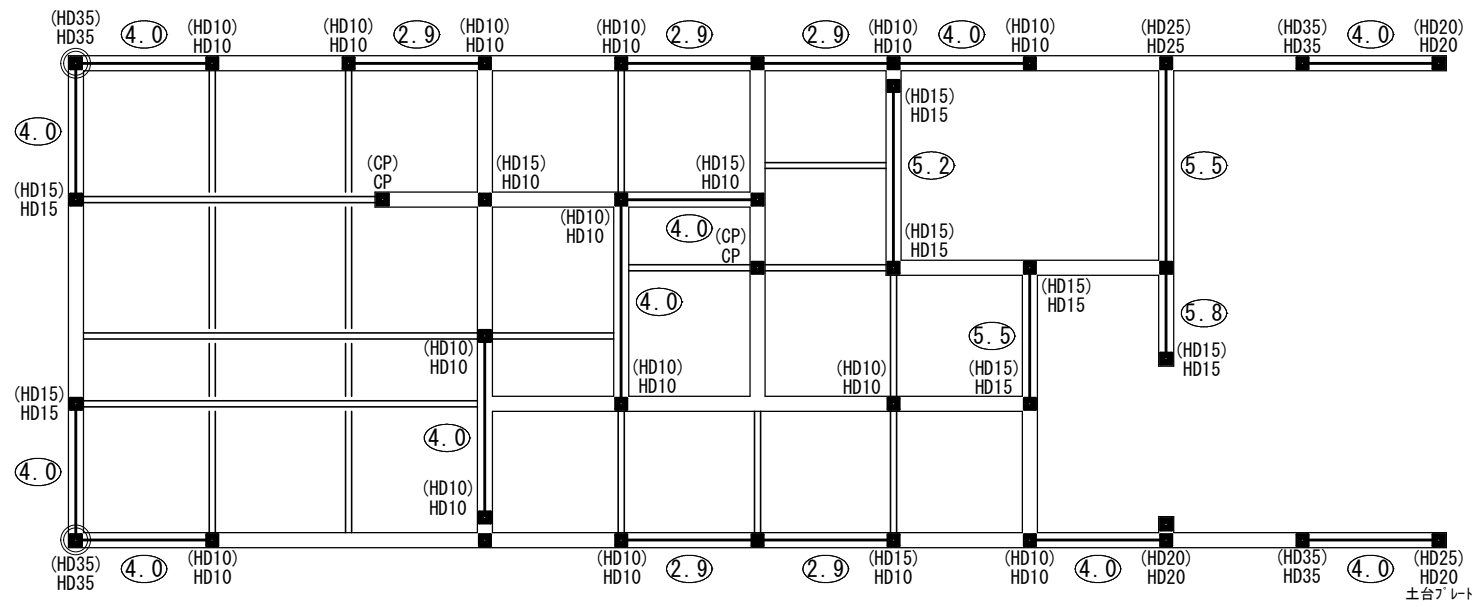 (HD35)
HD35
4.0
(HD10)
HD10
(HD10)
HD10
2.9
(HD10)
HD10
(HD10)
HD10
2.9
2.9
(HD10)
HD10
4.0
(HD10)
HD10
(HD25)
HD25
(HD35)
HD35
4.0
(HD20)
HD20
4.0
(HD15)
HD15
5.2
5.5
(CP)
CP
(HD15)
HD10
(HD15)
HD10
(HD15)
HD15
(HD10)
HD10
4.0
(CP)
CP
(HD15)
HD15
4.0
(HD15)
HD15
5.8
5.5
(HD10)
HD10
(HD15)
HD15
(HD10)
HD10
(HD10)
HD10
(HD15)
HD15
(HD15)
HD15
4.0
4.0
(HD10)
HD10
(HD35)
HD35
4.0
(HD10)
HD10
(HD10)
HD10
2.9
2.9
(HD15)
HD10
(HD10)
HD10
4.0
(HD20)
HD20
(HD35)
HD35
4.0
(HD25)
HD20
土台プレート